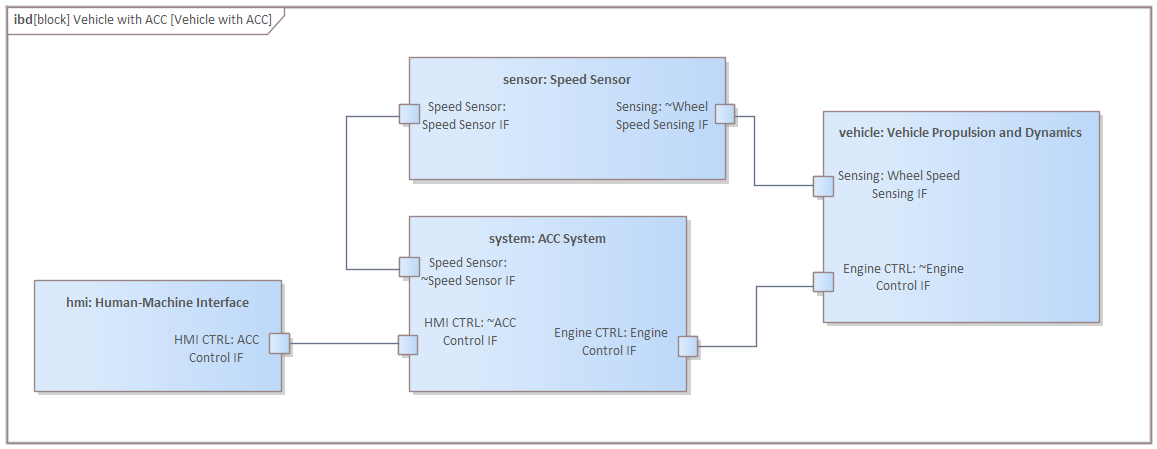 ibd[block] Vehicle with ACC [Vehicle with ACC]
sensor: Speed Sensor
Speed Sensor:
Speed Sensor IF
Sensing: ~Wheel
Speed Sensing IF
vehicle: Vehicle Propulsion and Dynamics
Sensing: Wheel Speed
Sensing IF
Engine CTRL: ~Engine
Control IF
system: ACC System
Speed Sensor:
~Speed Sensor IF
HMI CTRL: ~ACC
Control IF
Engine CTRL: Engine
Control IF
hmi: Human-Machine Interface
HMI CTRL: ACC
Control IF